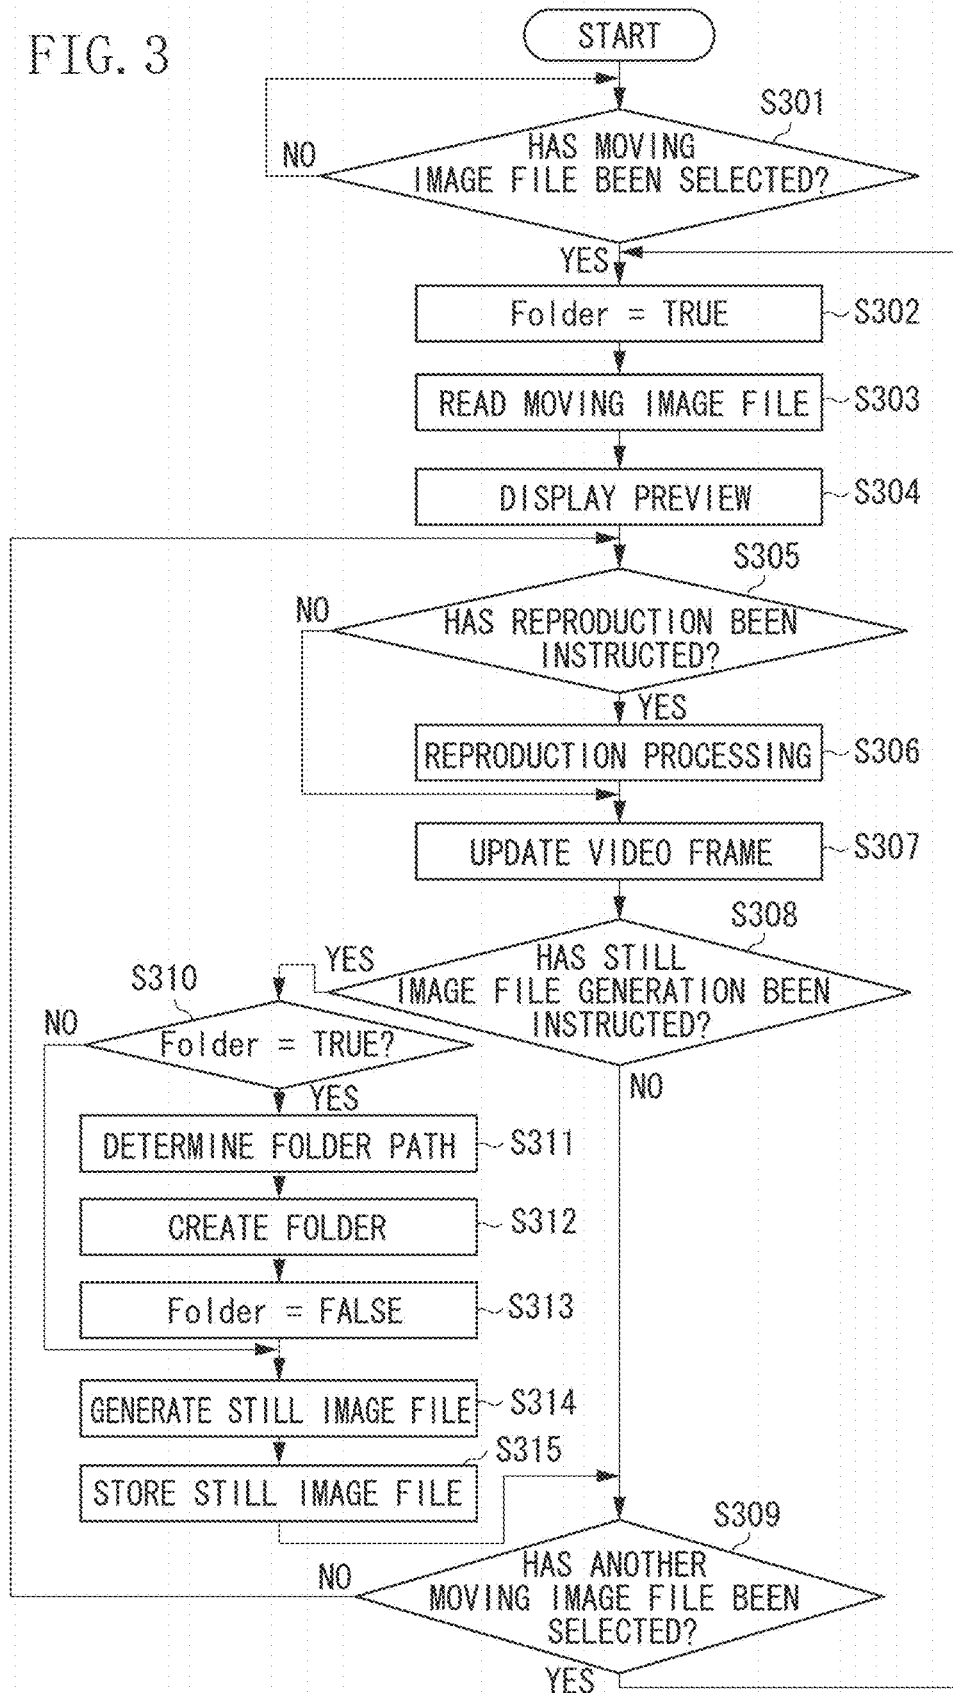 FIG. 3
START
S301
HAS MOVING
IMAGE FILE BEEN SELECTED?
NO
YES
Folder = TRUE
S302
READ MOVING IMAGE FILE
S303
DISPLAY PREVIEW
S304
S305
HAS REPRODUCTION BEEN
INSTRUCTED?
NO
YES
REPRODUCTION PROCESSING
S306
UPDATE VIDEO FRAME
S307
S308
HAS STILL
IMAGE FILE GENERATION BEEN
INSTRUCTED?
YES
NO
S310
Folder = TRUE?
NO
YES
DETERMINE FOLDER PATH
S311
CREATE FOLDER
S312
Folder = FALSE
S313
GENERATE STILL IMAGE FILE
S314
STORE STILL IMAGE FILE
S315
S309
HAS ANOTHER
MOVING IMAGE FILE BEEN
SELECTED?
NO
YES